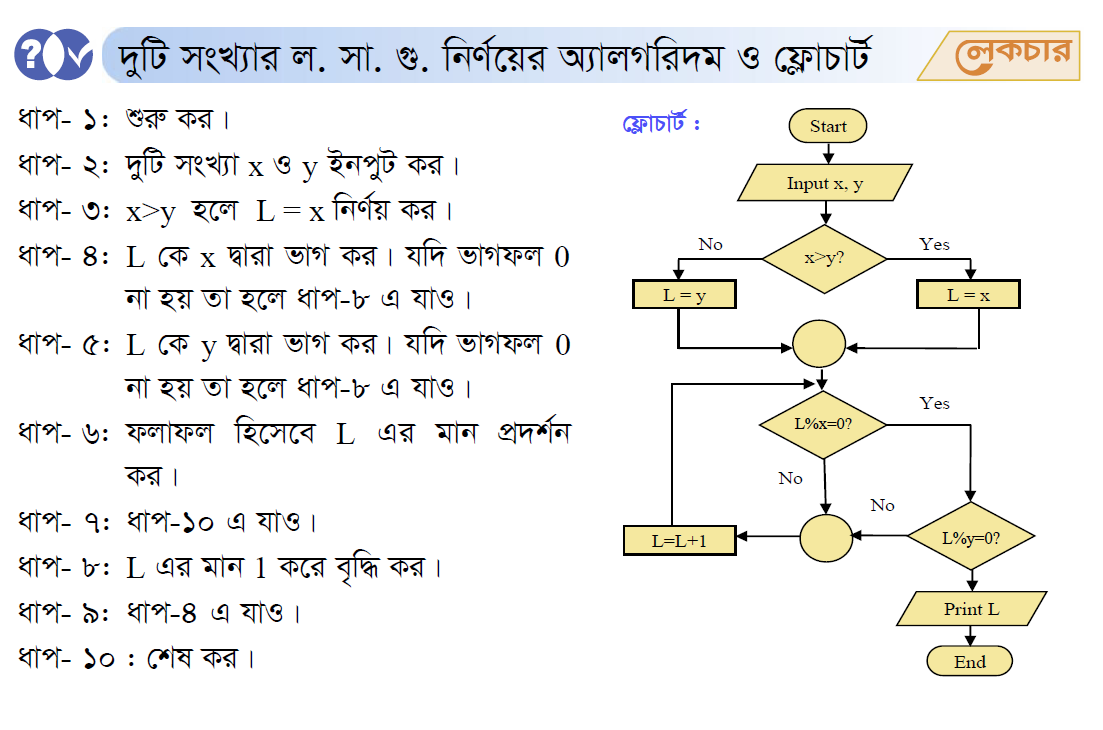 দুটি সংখ্যার ল. সা. গু. নির্ণয়ের অ্যালগরিদম ও ফ্লোচার্ট
লেকচার
ধাপ- ১: শুরু কর।
ধাপ- ২: দুটি সংখ্যা x ও y ইনপুট কর।
ধাপ- ৩: x>y হলে L = x নির্ণয় কর।
ধাপ- ৪: L কে x দ্বারা ভাগ কর। যদি ভাগফল 0
না হয় তা হলে ধাপ-৮ এ যাও।
ধাপ- ৫: L কে y দ্বারা ভাগ কর। যদি ভাগফল 0
না হয় তা হলে ধাপ-৮ এ যাও।
ধাপ- ৬: ফলাফল হিসেবে L এর মান প্রদর্শন
কর।
ধাপ- ৭: ধাপ-১০ এ যাও।
ধাপ- ৮: L এর মান 1 করে বৃদ্ধি কর।
ধাপ- ৯: ধাপ-৪ এ যাও।
ধাপ- ১০ : শেষ কর।
ফ্লোচার্ট :
Start
Input x, y
No
Yes
x>y?
L = y
L = x
Yes
L%x=0?
No
No
L=L+1
L%y=0?
Print L
End